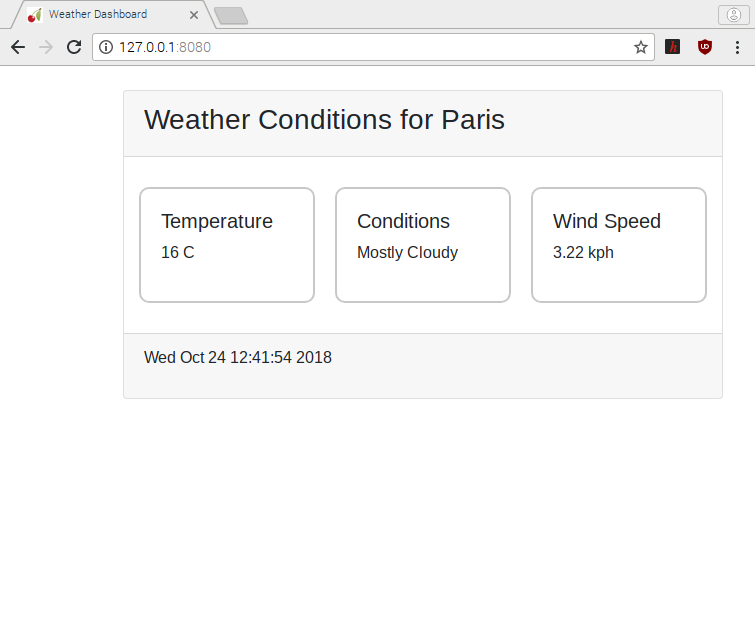 Weather Dashboard
127.0.0.1:8080
Weather Conditions for Paris
Temperature
16 C
Conditions
Mostly Cloudy
Wind Speed
3.22 kph
Wed Oct 24 12:41:54 2018